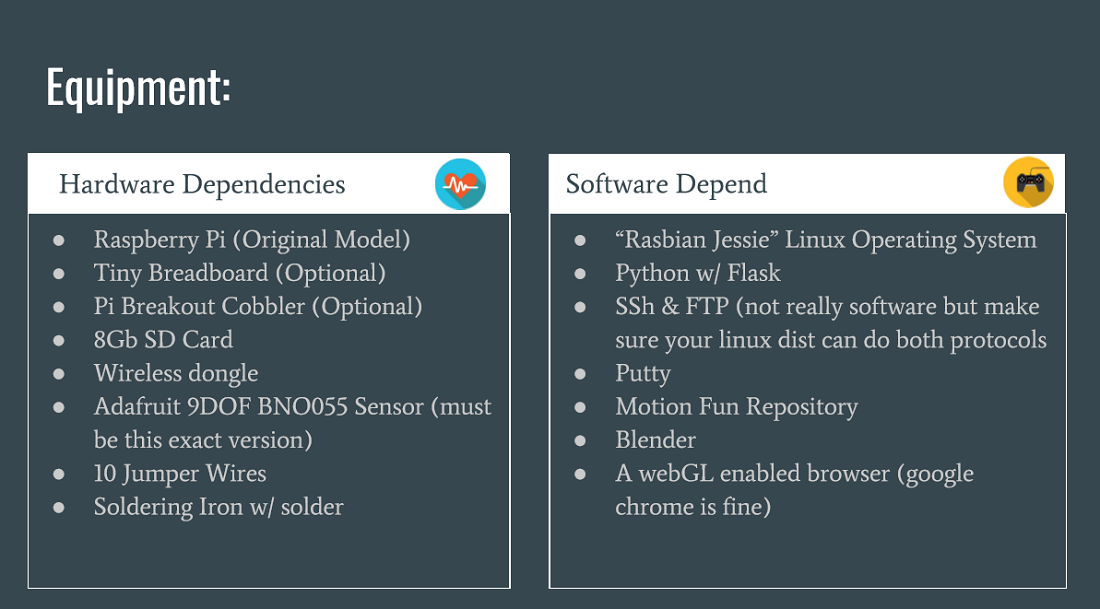 Equipment:
Hardware Dependencies
● Raspberry Pi (Original Model)
● Tiny Breadboard (Optional)
● Pi Breakout Cobbler (Optional)
● 8Gb SD Card
● Wireless dongle
● Adafruit 9DOF BNO055 Sensor (must
be this exact version)
● 10 Jumper Wires
● Soldering Iron w/ solder
Software Depend
● “Rasbian Jessie” Linux Operating System
● Python w/ Flask
● SSh & FTP (not really software but make
sure your linux dist can do both protocols
● Putty
● Motion Fun Repository
● Blender
● A webGL enabled browser (google
chrome is fine)